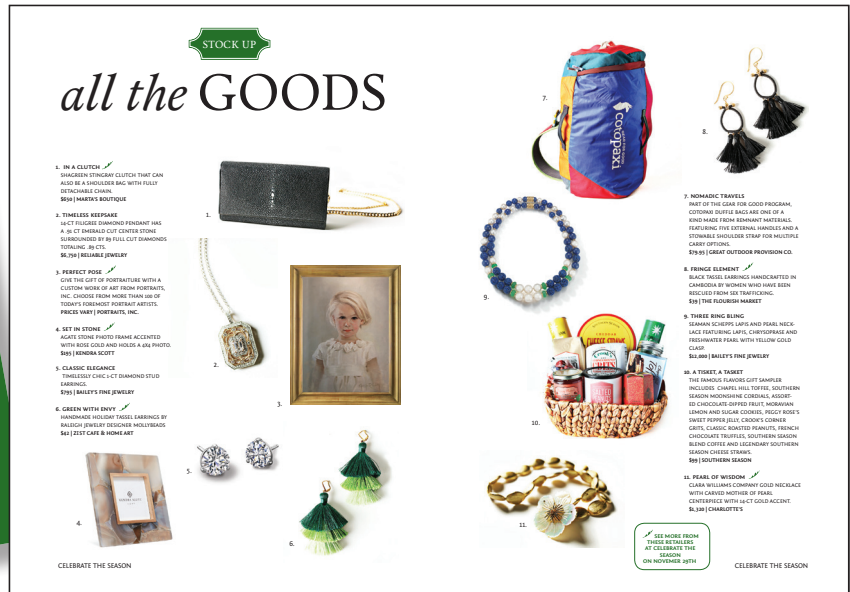 STOCK UP
all the GOODS
1. IN A CLUTCH
SHAGREEN STINGRAY CLUTCH THAT CAN
ALSO BE A SHOULDER BAG WITH FULLY
DETACHABLE CHAIN.
$650 | MARTA'S BOUTIQUE
2. TIMELESS KEEPSAKE
14-CT FILIGREE DIAMOND PENDANT HAS
A .91 CT EMERALD CUT CENTER STONE
SURROUNDED BY 89 FULL CUT DIAMONDS
TOTALING .89 CTS.
$6,750 | RELIABLE JEWELRY
3. PERFECT POSE
GIVE THE GIFT OF PORTRAITURE WITH A
CUSTOM WORK OF ART FROM PORTRAITS,
INC. CHOOSE FROM MORE THAN 100 OF
TODAY'S FOREMOST PORTRAIT ARTISTS.
PRICES VARY | PORTRAITS, INC.
4. SET IN STONE
AGATE STONE PHOTO FRAME ACCENTED
WITH ROSE GOLD AND HOLDS A 4X4 PHOTO.
$195 | KENDRA SCOTT
5. CLASSIC ELEGANCE
TIMELESSLY CHIC 1-CT DIAMOND STUD
EARRINGS.
$795 | BAILEY'S FINE JEWELRY
6. GREEN WITH ENVY
HANDMADE HOLIDAY TASSEL EARRINGS BY
RALEIGH JEWELRY DESIGNER MOLLYBEADS.
$42 | ZEST CAFE & HOME ART
1.
2.
3.
4.
5.
6.
CELEBRATE THE SEASON
7.
cotopaxi
8.
9.
10.
11.
7. NOMADIC TRAVELS
PART OF THE GEAR FOR GOOD PROGRAM,
COTOPAXI DUFFLE BAGS ARE ONE OF A
KIND MADE FROM REMNANT MATERIALS.
FEATURING FIVE EXTERNAL HANDLES AND A
STOWABLE SHOULDER STRAP FOR MULTIPLE
CARRY OPTIONS.
$79.95 | GREAT OUTDOOR PROVISION CO.
8. FRINGE ELEMENT
BLACK TASSEL EARRINGS HANDCRAFTED IN
CAMBODIA BY WOMEN WHO HAVE BEEN
RESCUED FROM SEX TRAFFICKING.
$39 | THE FLOURISH MARKET
9. THREE RING BLING
SEAMAN SCHEPPS LAPIS AND PEARL NECK-
LACE FEATURING LAPIS, CHRYSOPRASE AND
FRESHWATER PEARL WITH YELLOW GOLD
CLASP.
$12,000 | BAILEY'S FINE JEWELRY
10. A TISKET, A TASKET
THE FAMOUS FLAVORS GIFT SAMPLER
INCLUDES CHAPEL HILL TOFFEE, SOUTHERN
SEASON MOONSHINE CORDIALS, ASSORT-
ED CHOCOLATE-DIPPED FRUIT, MORAVIAN
LEMON AND SUGAR COOKIES, PEGGY ROSE'S
SWEET PEPPER JELLY, CROOK'S CORNER
GRITS, CLASSIC ROASTED PEANUTS, FRENCH
CHOCOLATE TRUFFLES, SOUTHERN SEASON
BLEND COFFEE AND LEGENDARY SOUTHERN
SEASON CHEESE STRAWS.
$99 | SOUTHERN SEASON
11. PEARL OF WISDOM
CLARA WILLIAMS COMPANY GOLD NECKLACE
WITH CARVED MOTHER OF PEARL
CENTERPIECE WITH 14-CT GOLD ACCENT.
$1,320 | CHARLOTTE'S
SEE MORE FROM
THESE RETAILERS
AT CELEBRATE THE
SEASON
ON NOVEMER 29TH
CELEBRATE THE SEASON